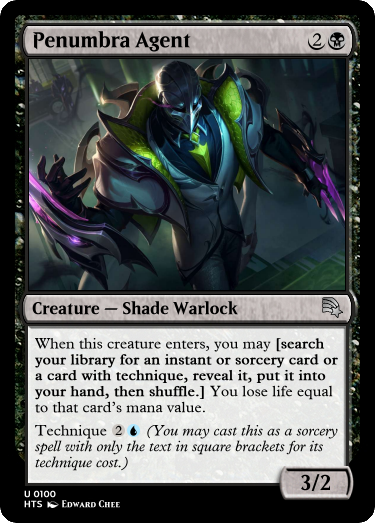 Penumbra Agent 2
Creature — Shade Warlock
When this creature enters, you may [search
your library for an instant or sorcery card or
a card with technique, reveal it, put it into
your hand, then shuffle.] You lose life equal
to that card's mana value.
Technique 2 (You may cast this as a sorcery
spell with only the text in square brackets for its
technique cost.)
3/2
U 0100
HTS Edward Chee